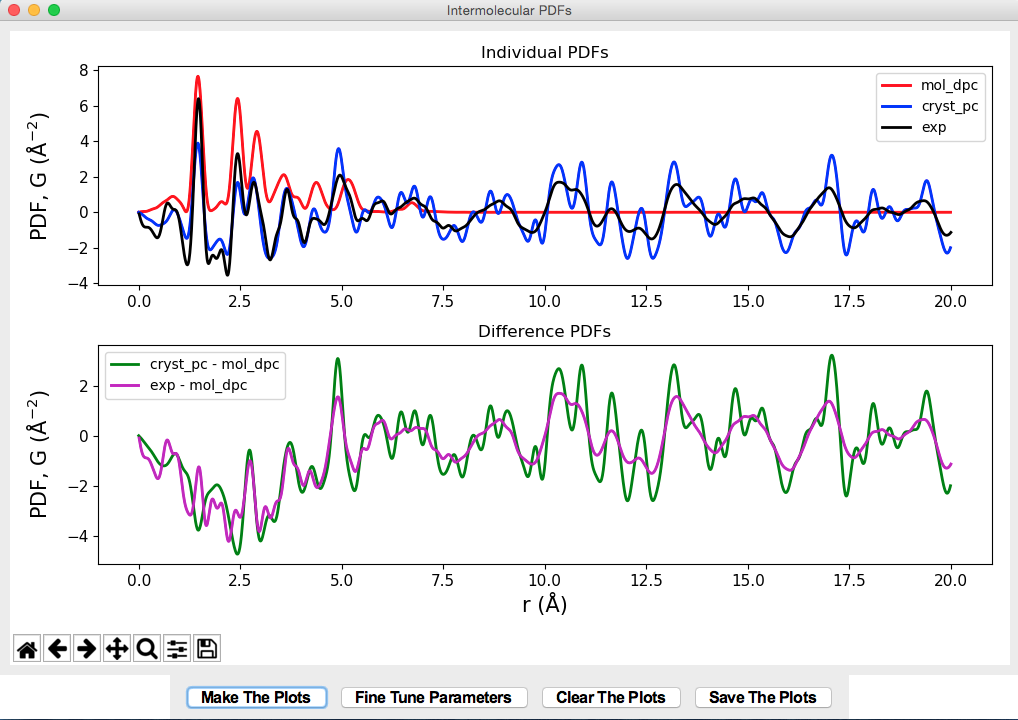 Intermolecular PDFs
Individual PDFs
PDF, G (Å⁻²)
8
6
4
2
0
−2
−4
mol_dpc
cryst_pc
exp
0.0 2.5 5.0 7.5 10.0 12.5 15.0 17.5 20.0
Difference PDFs
PDF, G (Å⁻²)
2
0
−2
−4
cryst_pc - mol_dpc
exp - mol_dpc
0.0 2.5 5.0 7.5 10.0 12.5 15.0 17.5 20.0
r (Å)
Make The Plots Fine Tune Parameters Clear The Plots Save The Plots